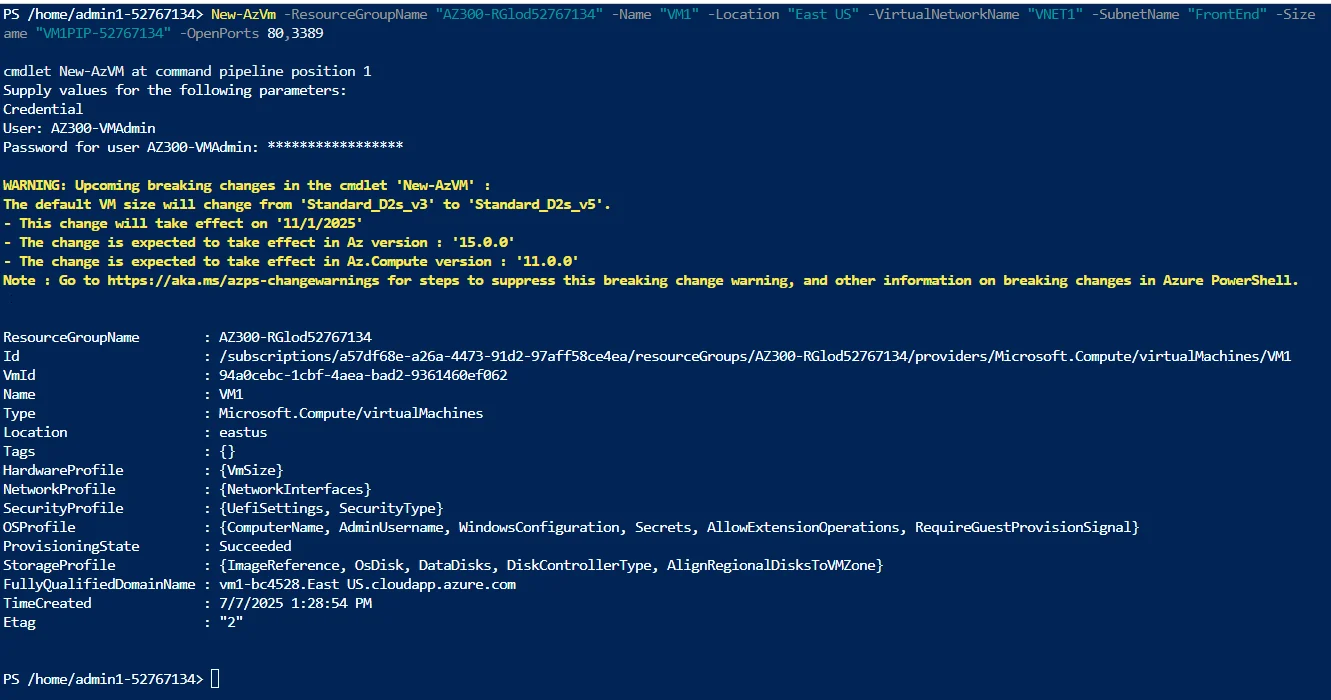 PS /home/admin1-52767134> New-AzVm -ResourceGroupName "AZ300-RGlod52767134" -Name "VM1" -Location "East US" -VirtualNetworkName "VNET1" -SubnetName "FrontEnd" -Size
ame "VM1PIP-52767134" -OpenPorts 80,3389
cmdlet New-AzVM at command pipeline position 1
Supply values for the following parameters:
Credential
User: AZ300-VMAdmin
Password for user AZ300-VMAdmin: *****************
WARNING: Upcoming breaking changes in the cmdlet 'New-AzVM' :
The default VM size will change from 'Standard_D2s_v3' to 'Standard_D2s_v5'.
- This change will take effect on '11/1/2025'
- The change is expected to take effect in Az version : '15.0.0'
- The change is expected to take effect in Az.Compute version : '11.0.0'
Note : Go to https://aka.ms/azps-changewarnings for steps to suppress this breaking change warning, and other information on breaking changes in Azure PowerShell.
ResourceGroupName : AZ300-RGlod52767134
Id : /subscriptions/a57df68e-a26a-4473-91d2-97aff58ce4ea/resourceGroups/AZ300-RGlod52767134/providers/Microsoft.Compute/virtualMachines/VM1
VmId : 94a0cebc-1cbf-4aea-bad2-9361460ef062
Name : VM1
Type : Microsoft.Compute/virtualMachines
Location : eastus
Tags : {}
HardwareProfile : {VmSize}
NetworkProfile : {NetworkInterfaces}
SecurityProfile : {UefiSettings, SecurityType}
OSProfile : {ComputerName, AdminUsername, WindowsConfiguration, Secrets, AllowExtensionOperations, RequireGuestProvisionSignal}
ProvisioningState : Succeeded
StorageProfile : {ImageReference, OsDisk, DataDisks, DiskControllerType, AlignRegionalDisksToVMZone}
FullyQualifiedDomainName : vm1-bc4528.East US.cloudapp.azure.com
TimeCreated : 7/7/2025 1:28:54 PM
Etag : "2"
PS /home/admin1-52767134>